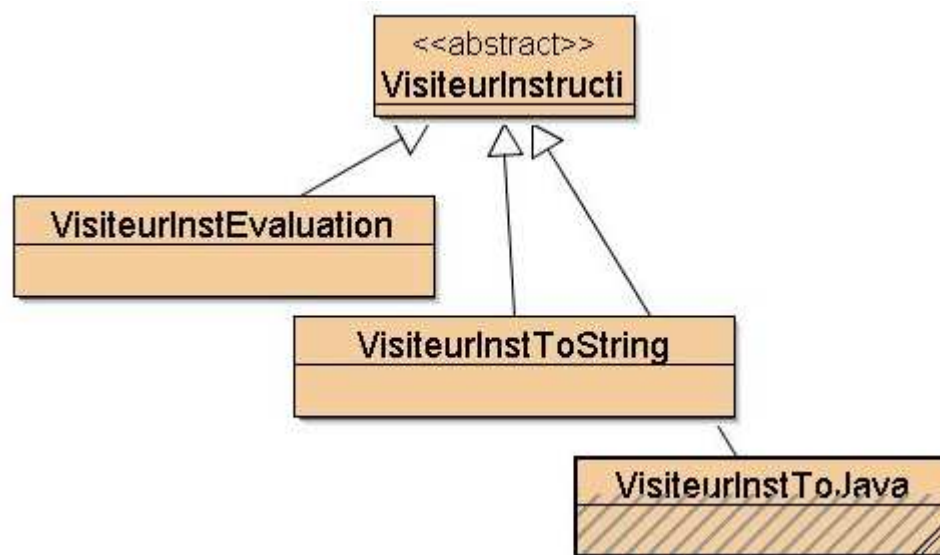 <<abstract>>
VisiteurInstructi
VisiteurInstEvaluation
VisiteurInstToString
VisiteurInstToJava